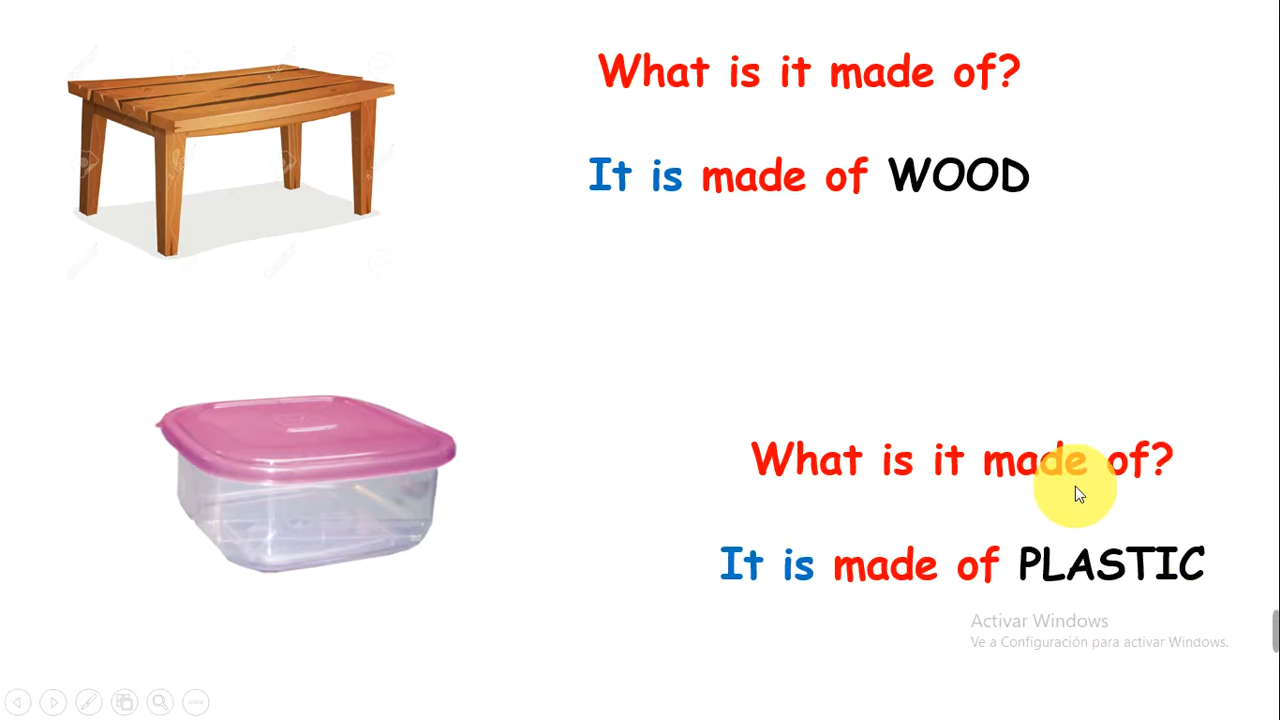 What is it made of?
It is made of WOOD
What is it made of?
It is made of PLASTIC
Activar Windows
Ve a Configuración para activar Windows.